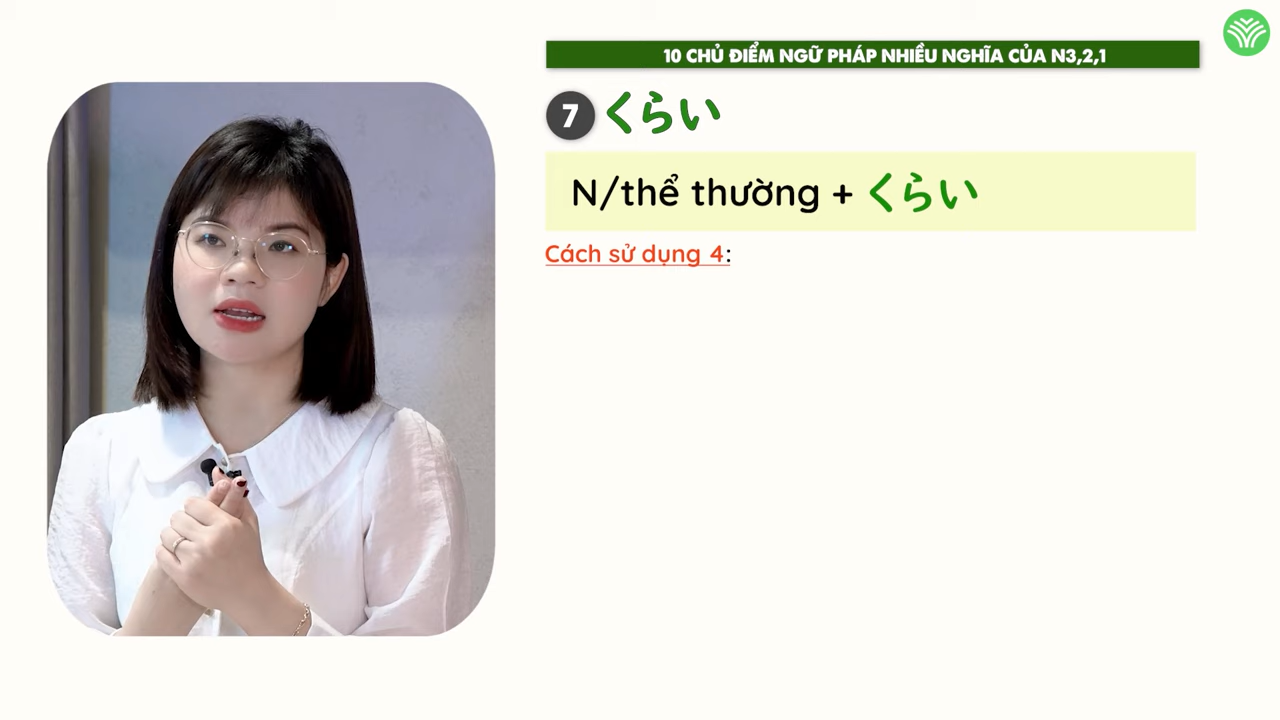 10 CHỦ ĐIỂM NGỮ PHÁP NHIỀU NGHĨA CỦA N3,2,1
7 くらい
N/thể thường + くらい
Cách sử dụng 4: